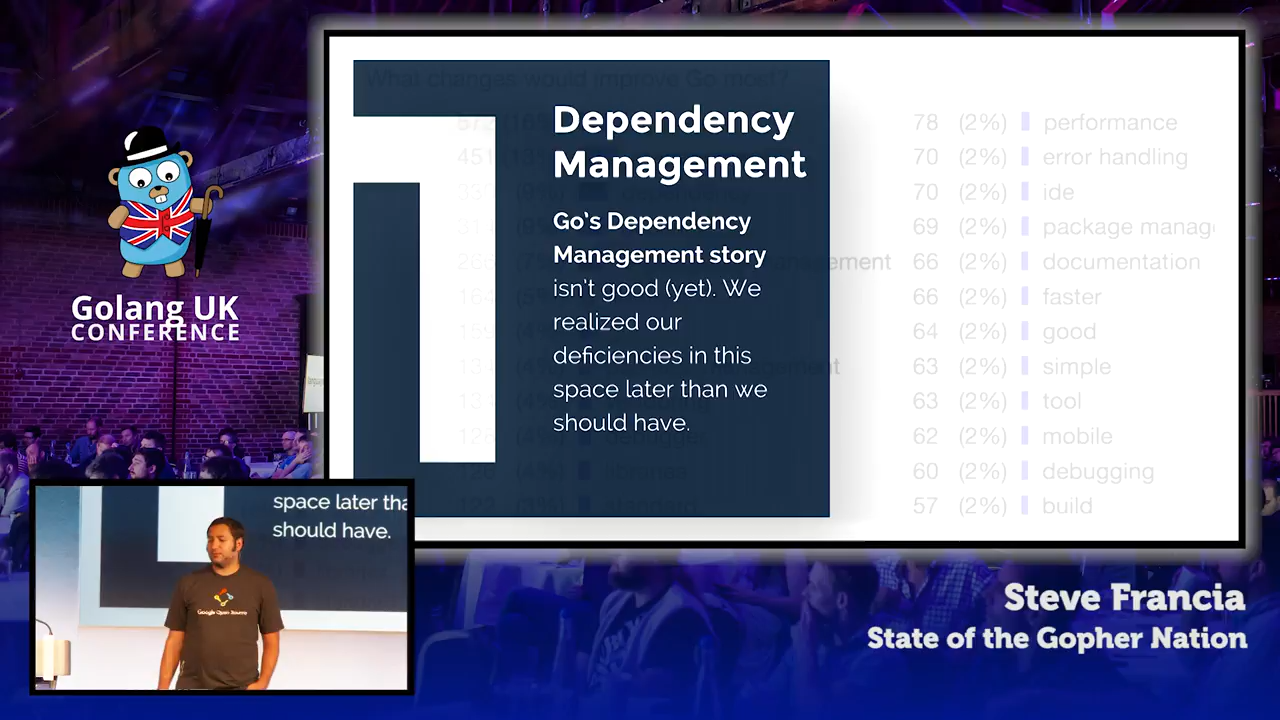 What changes would improve Go most?
1
Dependency
Management
Go's Dependency
Management story
isn't good (yet). We
realized our
deficiencies in this
space later than we
should have.
78 (2%) performance
70 (2%) error handling
70 (2%) ide
69 (2%) package manag
66 (2%) documentation
66 (2%) faster
64 (2%) good
63 (2%) simple
63 (2%) tool
62 (2%) mobile
60 (2%) debugging
57 (2%) build
Golang UK
CONFERENCE
space later tha
should have.
Google Open Source
Steve Francia
State of the Gopher Nation